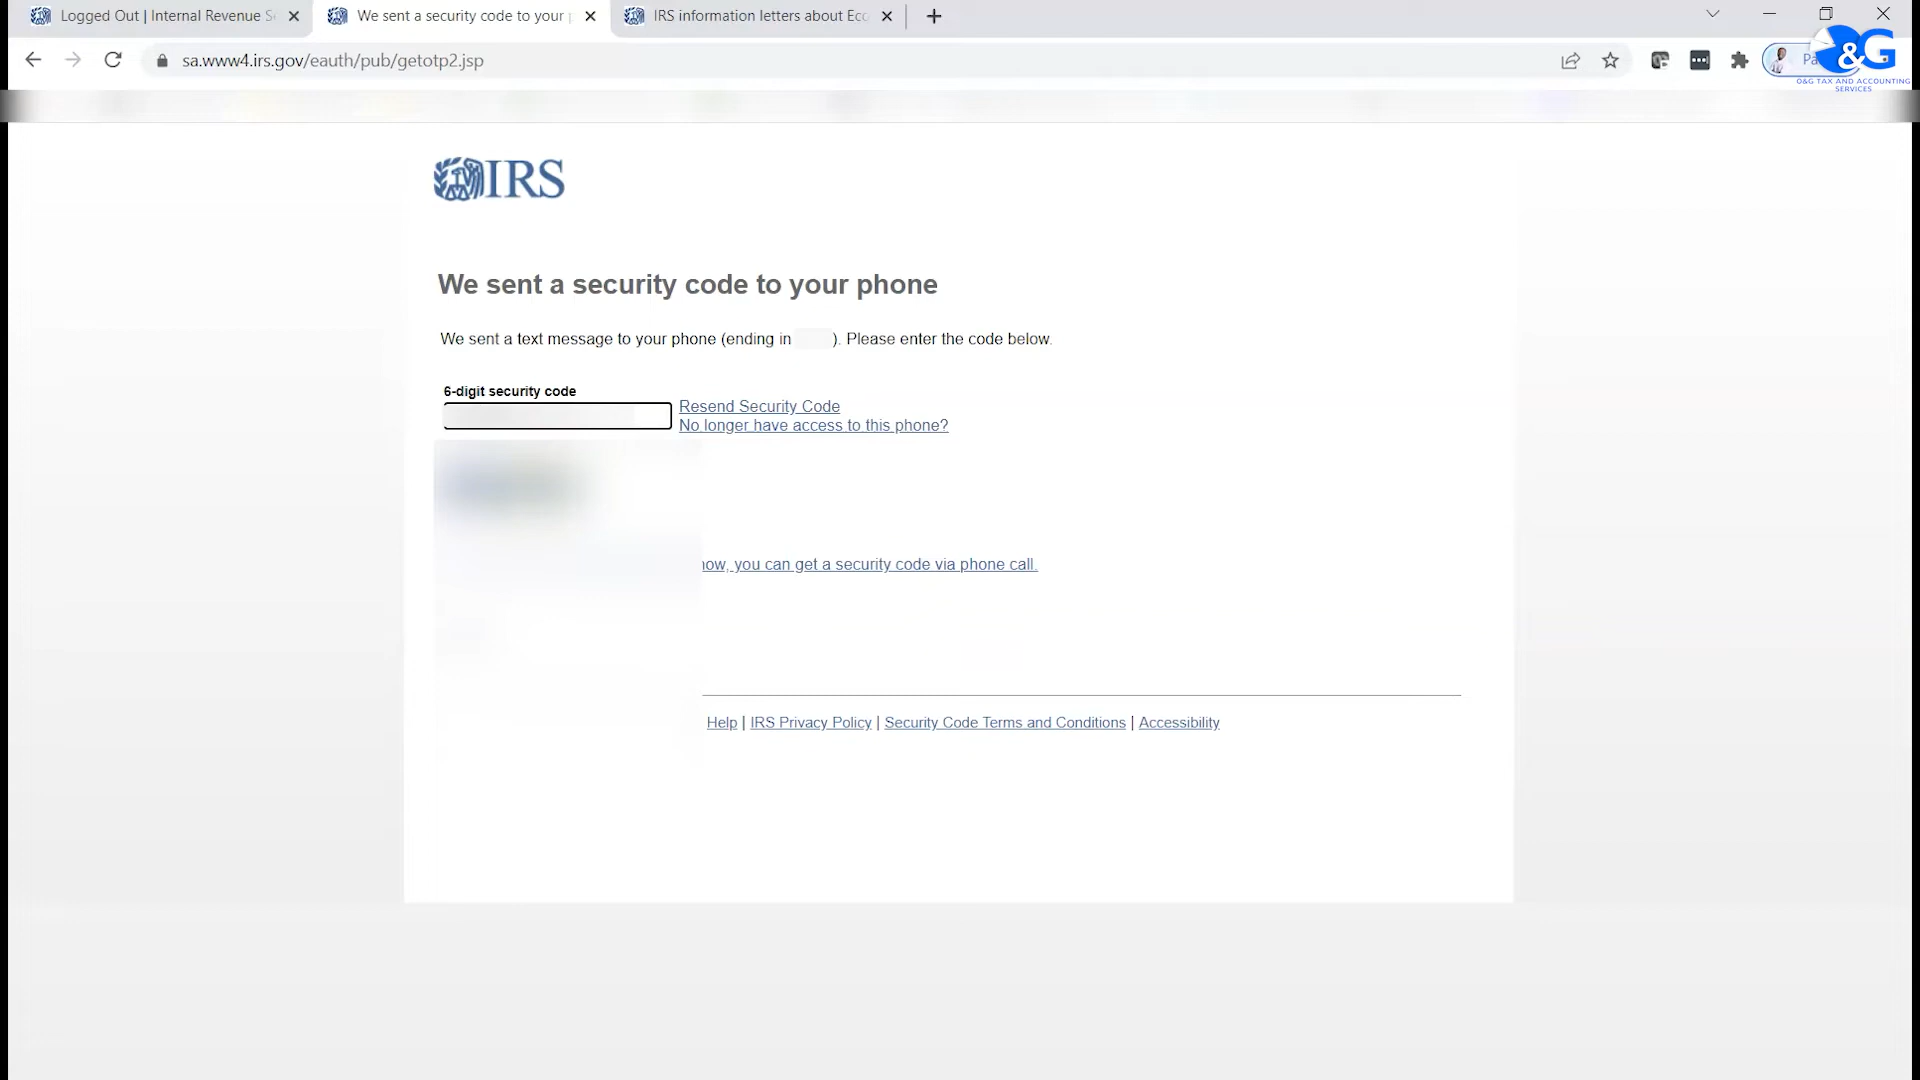 Logged Out | Internal Revenue Se
We sent a security code to your p
IRS information letters about Eco
sa.www4.irs.gov/eauth/pub/getotp2.jsp
Pa
&G
O&G TAX AND ACCOUNTING
SERVICES
IRS
We sent a security code to your phone
We sent a text message to your phone (ending in ). Please enter the code below.
6-digit security code
Resend Security Code
No longer have access to this phone?
now, you can get a security code via phone call.
Help | IRS Privacy Policy | Security Code Terms and Conditions | Accessibility